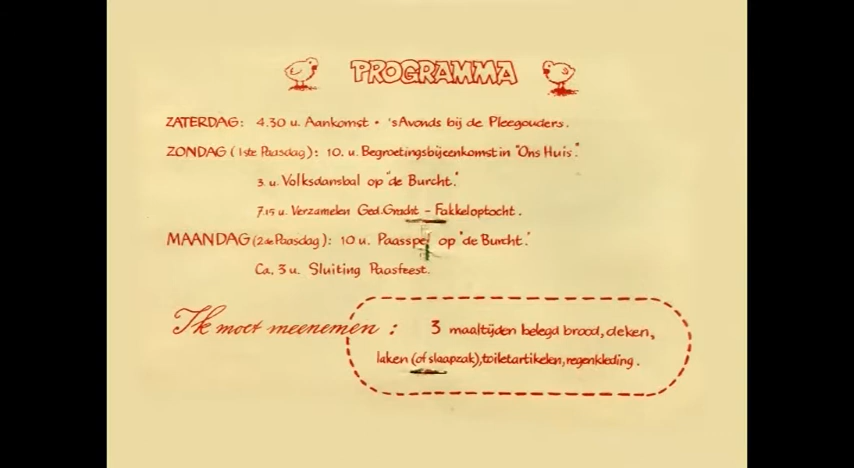 PROGRAMMA
ZATERDAG: 4.30 u. Aankomst • 's Avonds bij de Pleegouders.
ZONDAG (1ste Paasdag): 10. u. Begroetingsbijeenkomst in "Ons Huis".
3. u. Volksdansbal op "de Burcht."
7.15 u. Verzamelen Ged. Gracht - Fakkeloptocht.
MAANDAG (2de Paasdag): 10 u. Paasspel op "de Burcht."
Ca. 3 u. Sluiting Paasfeest.
Ik moet meenemen : 3 maaltijden belegd brood, deken,
laken (of slaapzak), toiletartikelen, regenkleding.